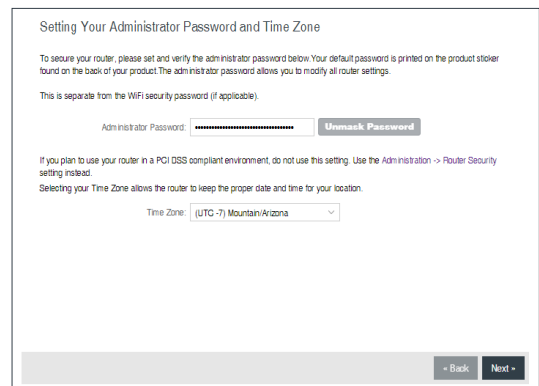 Setting Your Administrator Password and Time Zone
To secure your router, please set and verify the administrator password below.Your default password is printed on the product sticker
found on the back of your product.The administrator password allows you to modify all router settings.
This is separate from the WiFi security password (if applicable).
Administrator Password: •••••••••••••••••••••••••••••••• Unmask Password
If you plan to use your router in a PCI DSS compliant environment, do not use this setting. Use the Administration -> Router Security
setting instead.
Selecting your Time Zone allows the router to keep the proper date and time for your location.
Time Zone: (UTC -7) Mountain/Arizona
« Back Next »